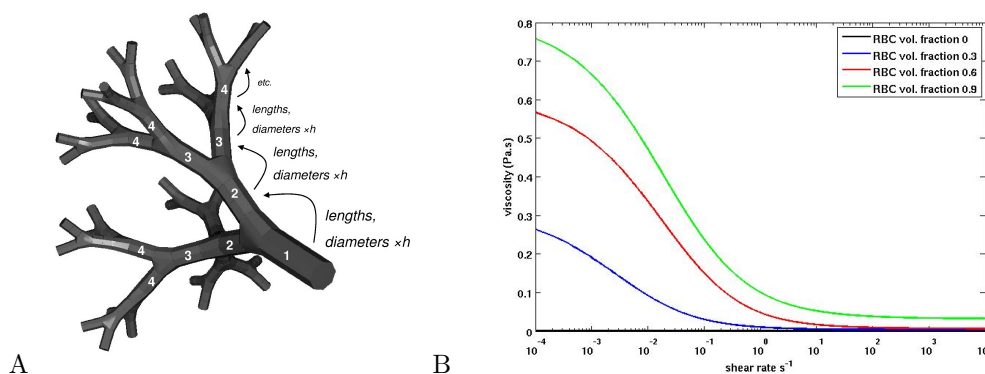 etc.
lengths,
diameters ×h
lengths,
diameters ×h
lengths,
diameters ×h
4
4
4
3
3
2
1
2
3
4
4
A
0.8
0.7
0.6
0.5
0.4
0.3
0.2
0.1
0
viscosity (Pa.s)
RBC vol. fraction 0
RBC vol. fraction 0.3
RBC vol. fraction 0.6
RBC vol. fraction 0.9
10⁻⁴ 10⁻³ 10⁻² 10⁻¹ 10⁰ 10¹ 10² 10³ 10
shear rate s⁻¹
B